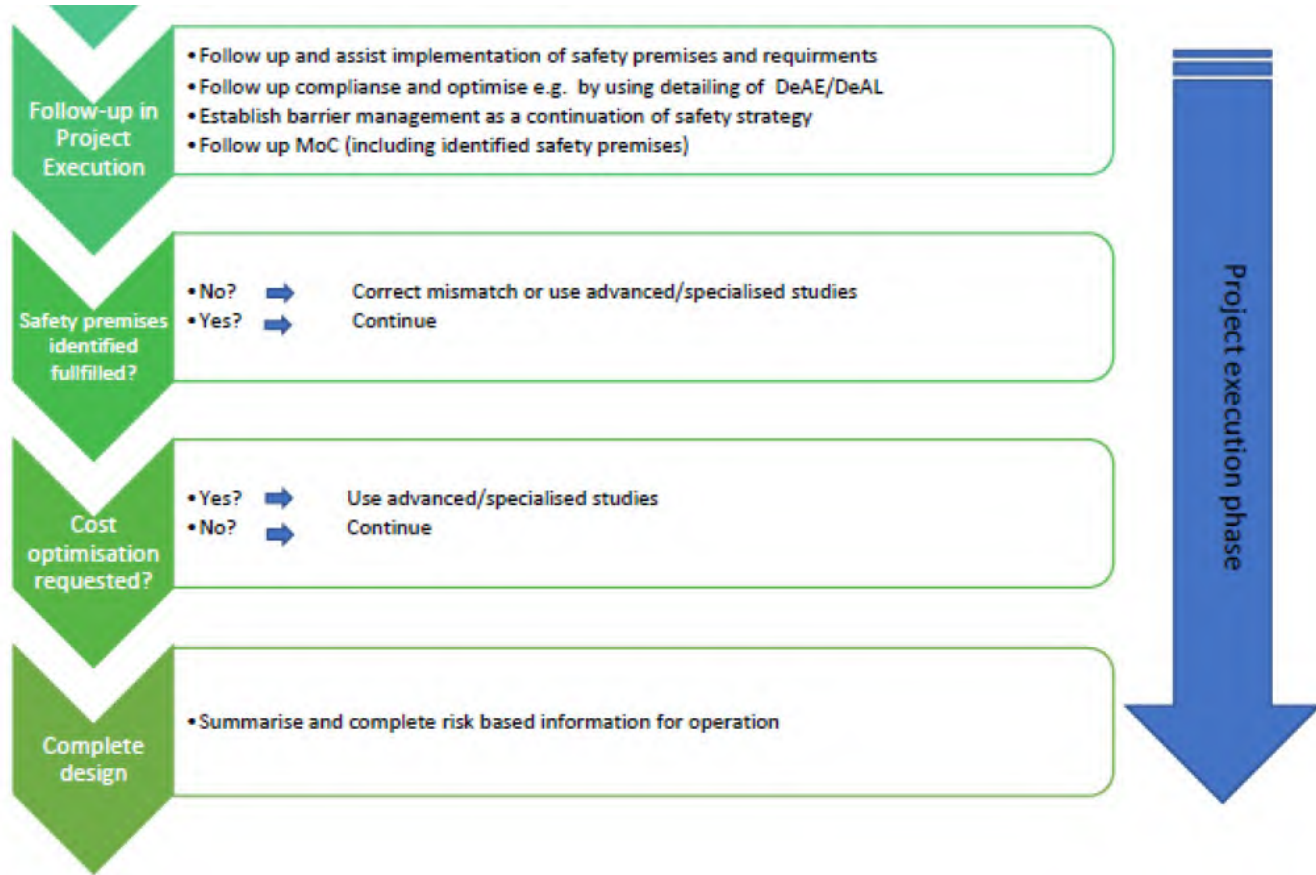 Follow-up in
Project
Execution
•Follow up and assist implementation of safety premises and requirments
•Follow up complianse and optimise e.g. by using detailing of DeAE/DeAL
•Establish barrier management as a continuation of safety strategy
•Follow up MoC (including identified safety premises)
Safety premises
identified
fullfilled?
•No? Correct mismatch or use advanced/specialised studies
•Yes? Continue
Cost
optimisation
requested?
•Yes? Use advanced/specialised studies
•No? Continue
Complete
design
•Summarise and complete risk based information for operation
Project execution phase